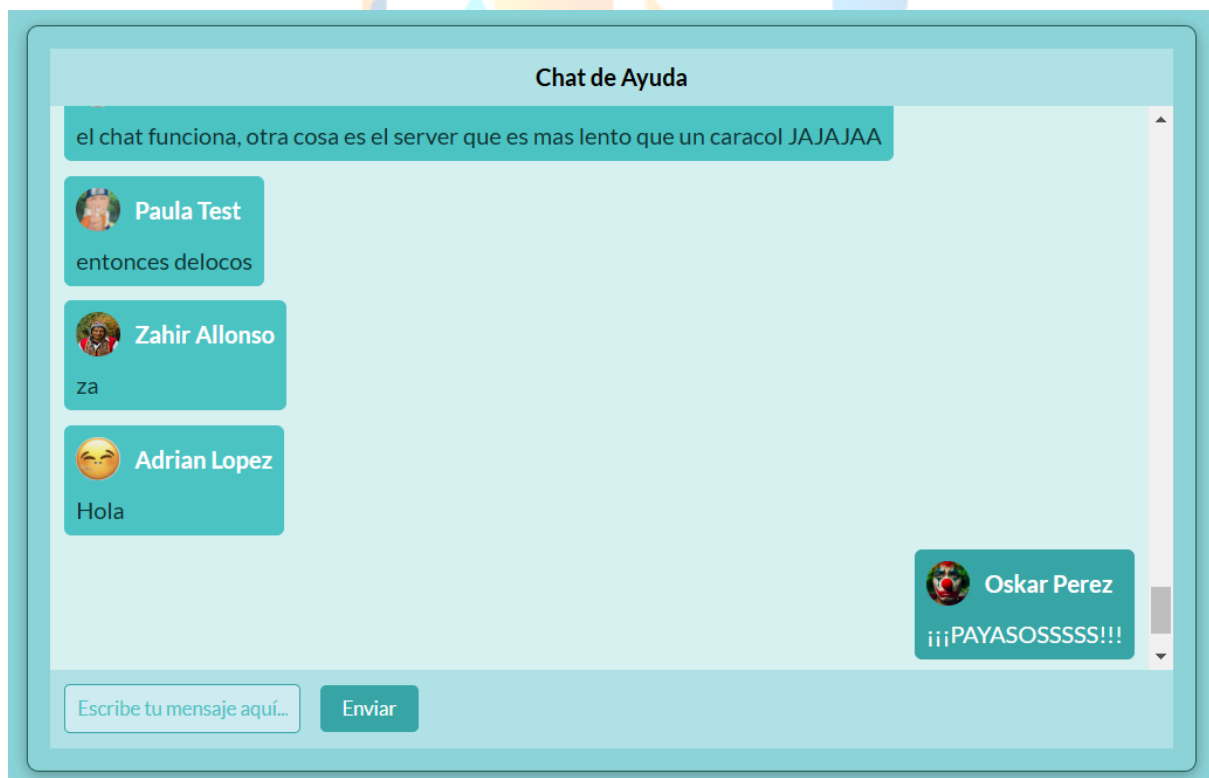 Chat de Ayuda
el chat funciona, otra cosa es el server que es mas lento que un caracol JAJAJAA
Paula Test
entonces delocos
Zahir Allonso
za
Adrian Lopez
Hola
Oskar Perez
¡¡¡PAYASOSSSSS!!!
Escribe tu mensaje aquí...
Enviar